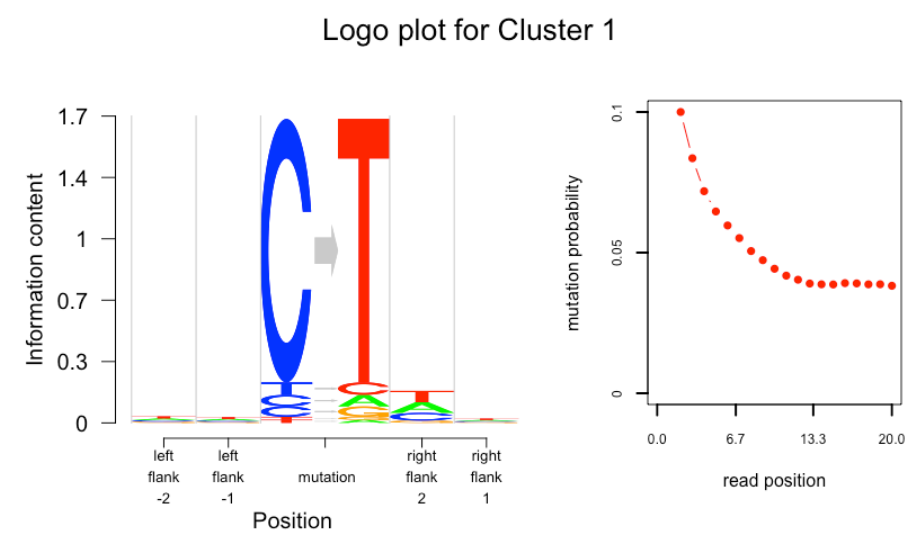 Logo plot for Cluster 1
Information content
1.7
1.4
1
0.7
0.3
0
C T
T C
C A
C G
left
flank
-2
left
flank
-1
mutation
right
flank
2
right
flank
1
Position
mutation probability
0.1
0.05
0
0.0 6.7 13.3 20.0
read position